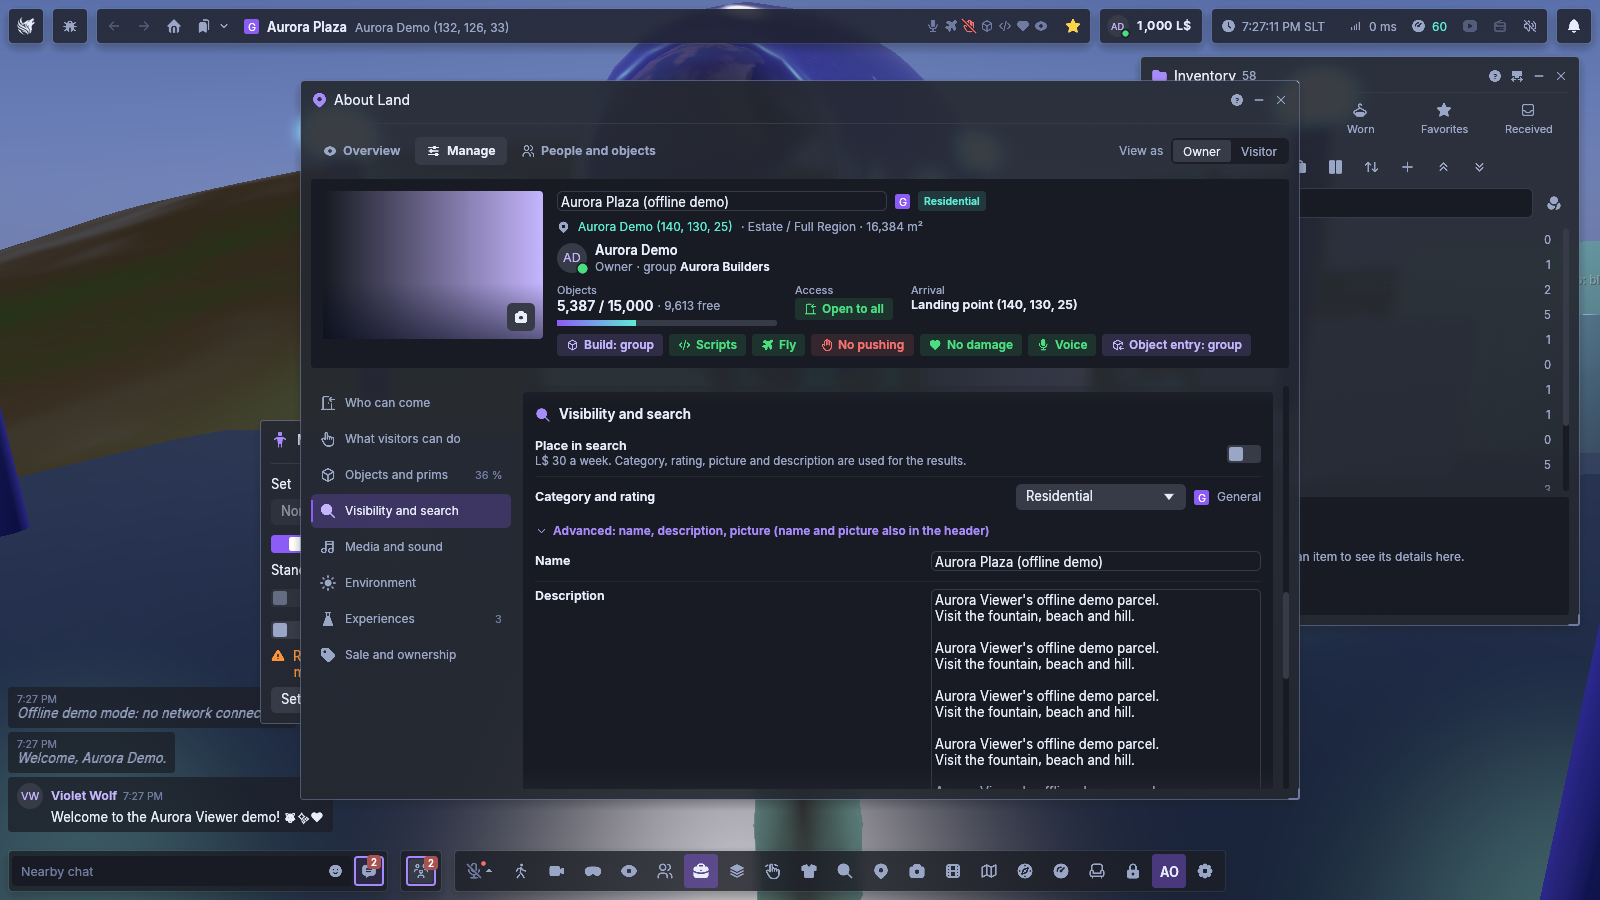 Aurora Plaza Aurora Demo (132, 126, 33)
AD 1,000 L$
7:27:11 PM SLT 0 ms 60
Inventory 58
Worn Favorites Received
0
1
2
5
1
0
1
1
0
5
an item to see its details here.
About Land
Overview Manage People and objects View as Owner Visitor
Aurora Plaza (offline demo) G Residential
Aurora Demo (140, 130, 25) · Estate / Full Region · 16,384 m²
AD Aurora Demo
Owner · group Aurora Builders
Objects Access Arrival
5,387 / 15,000 · 9,613 free Open to all Landing point (140, 130, 25)
Build: group Scripts Fly No pushing No damage Voice Object entry: group
Who can come
What visitors can do
Objects and prims 36 %
Visibility and search
Media and sound
Environment
Experiences 3
Sale and ownership
Visibility and search
Place in search
L$ 30 a week. Category, rating, picture and description are used for the results.
Category and rating Residential G General
Advanced: name, description, picture (name and picture also in the header)
Name Aurora Plaza (offline demo)
Description Aurora Viewer's offline demo parcel.
Visit the fountain, beach and hill.
Aurora Viewer's offline demo parcel.
Visit the fountain, beach and hill.
Aurora Viewer's offline demo parcel.
Visit the fountain, beach and hill.
Aurora Viewer's offline demo parcel.
Visit the fountain, beach and hill.
Set
Set
7:27 PM
Offline demo mode: no network connec
7:27 PM
Welcome, Aurora Demo.
VW Violet Wolf 7:27 PM
Welcome to the Aurora Viewer demo!
Nearby chat 2 2 AO